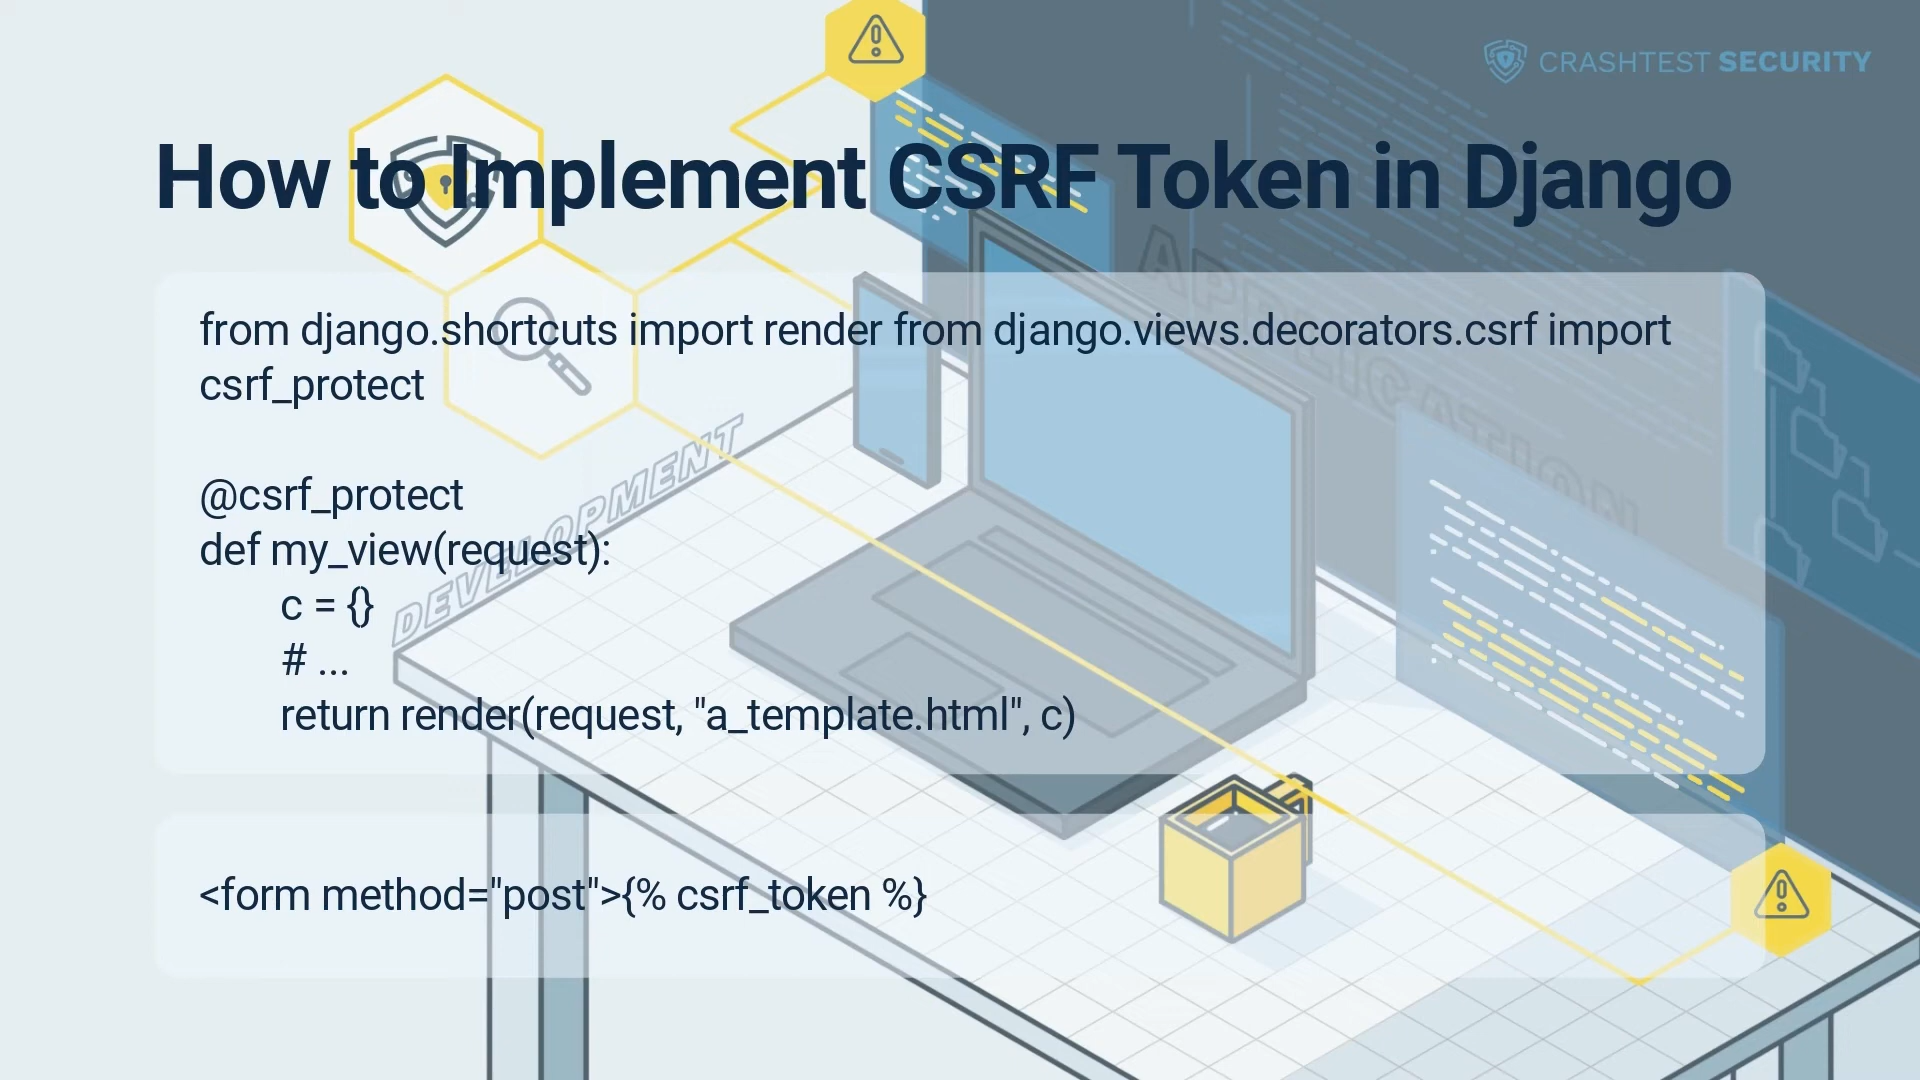 CRASHTEST SECURITY
How to Implement CSRF Token in Django
from django.shortcuts import render from django.views.decorators.csrf import
csrf_protect
@csrf_protect
def my_view(request):
c = {}
# ...
return render(request, "a_template.html", c)
<form method="post">{% csrf_token %}
DEVELOPMENT
APPLICATION